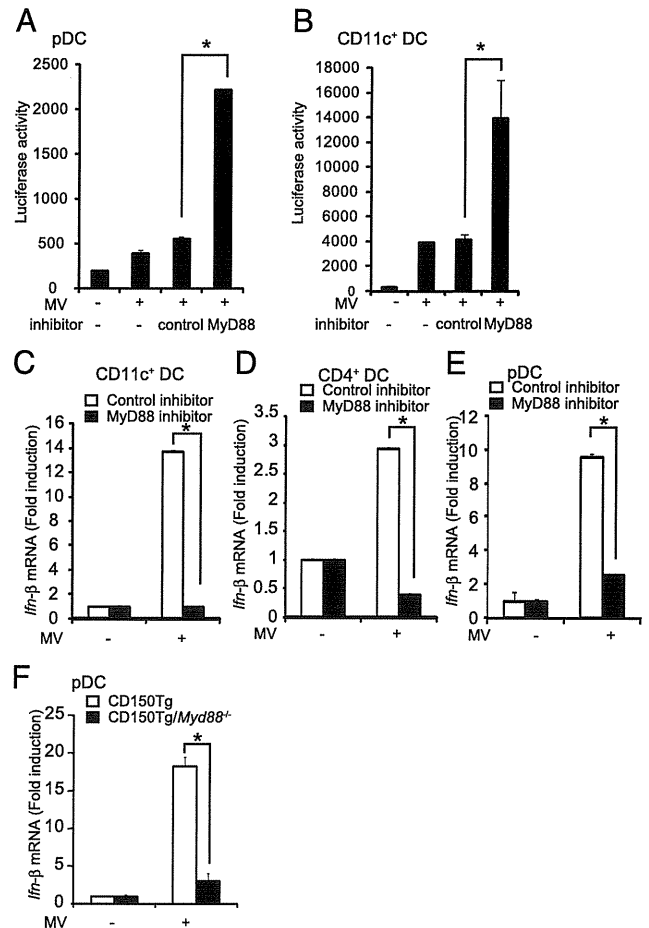 A
pDC
*
2500
2000
1500
1000
500
0
Luciferase activity
MV - + + +
inhibitor - - control MyD88
B
CD11c+ DC
*
18000
16000
14000
12000
10000
8000
6000
4000
2000
0
Luciferase activity
MV - + + +
inhibitor - - control MyD88
C
CD11c+ DC
Control inhibitor
MyD88 inhibitor
*
16
14
12
10
8
6
4
2
0
Ifn-β mRNA (Fold induction)
MV - +
D
CD4+ DC
Control inhibitor
MyD88 inhibitor
*
3.5
3
2.5
2
1.5
1
0.5
0
Ifn-β mRNA (Fold induction)
MV - +
E
pDC
Control inhibitor
MyD88 inhibitor
*
12
10
8
6
4
2
0
Ifn-β mRNA (Fold induction)
MV - +
F
pDC
CD150Tg
CD150Tg/Myd88-/-
*
25
20
15
10
5
0
Ifn-β mRNA (Fold induction)
MV - +